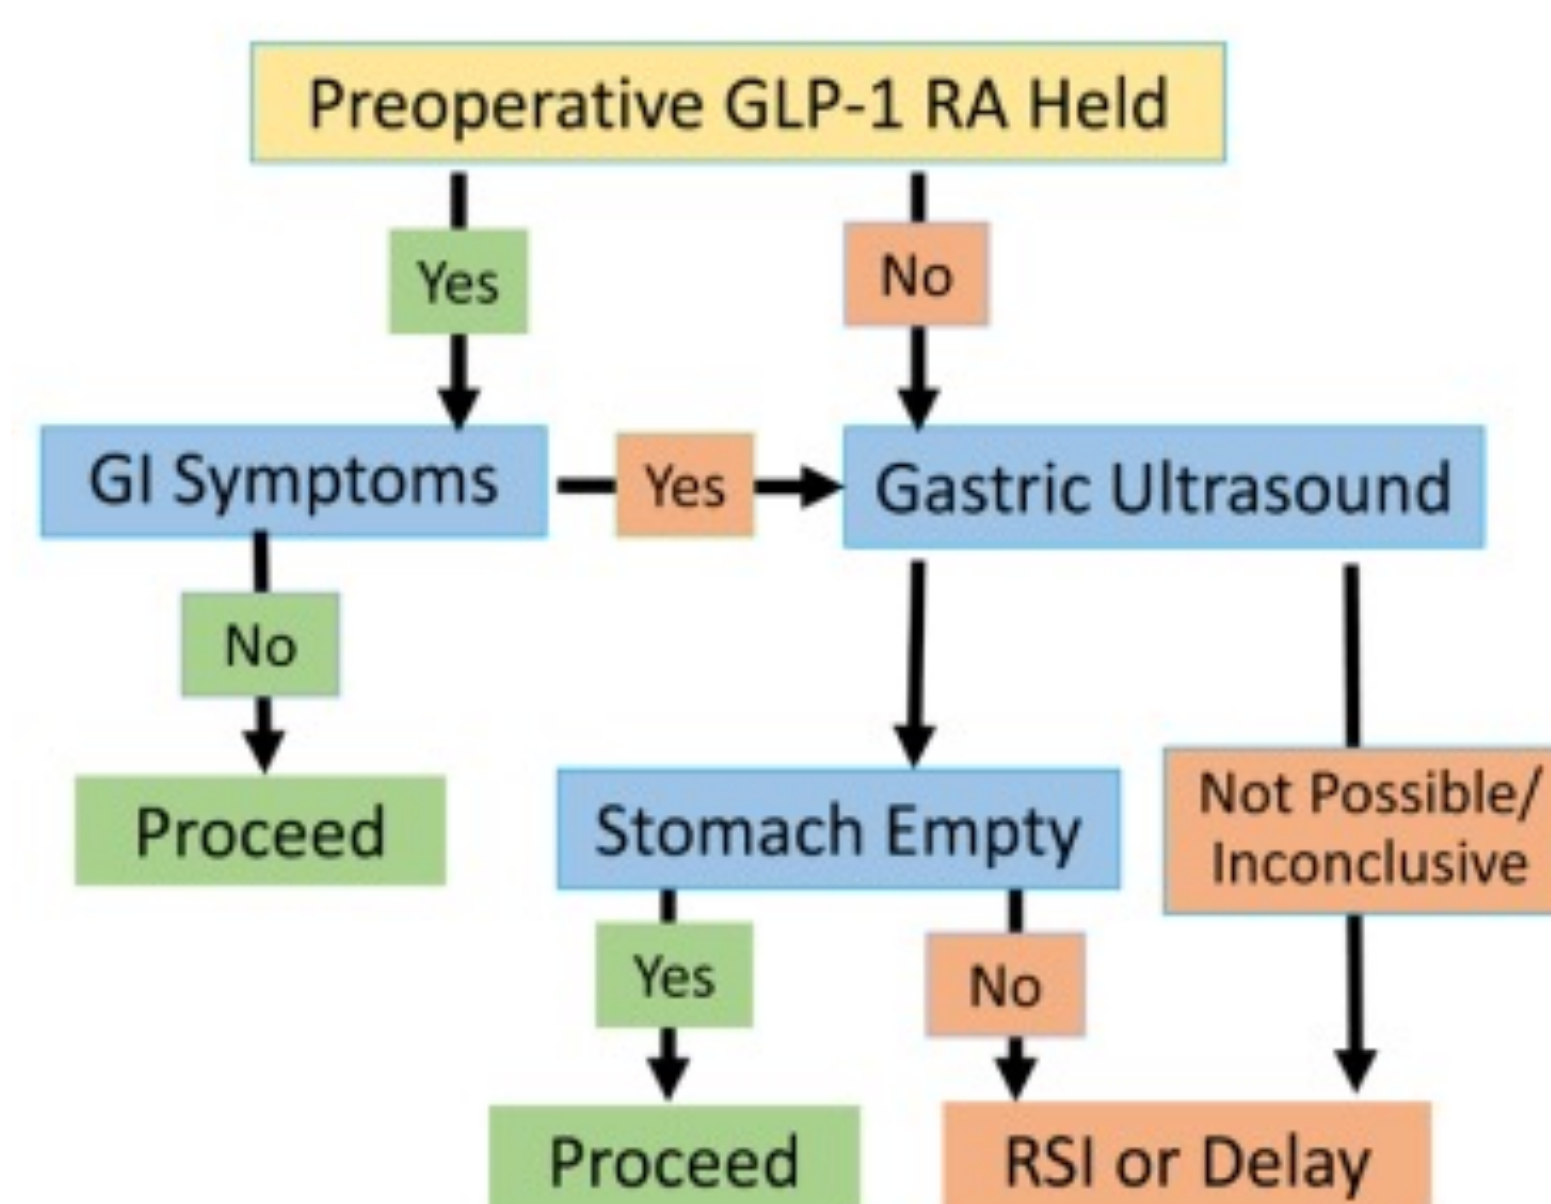 Preoperative GLP-1 RA Held
Yes
No
GI Symptoms
Yes
Gastric Ultrasound
No
Proceed
Stomach Empty
Not Possible/
Inconclusive
Yes
No
Proceed
RSI or Delay